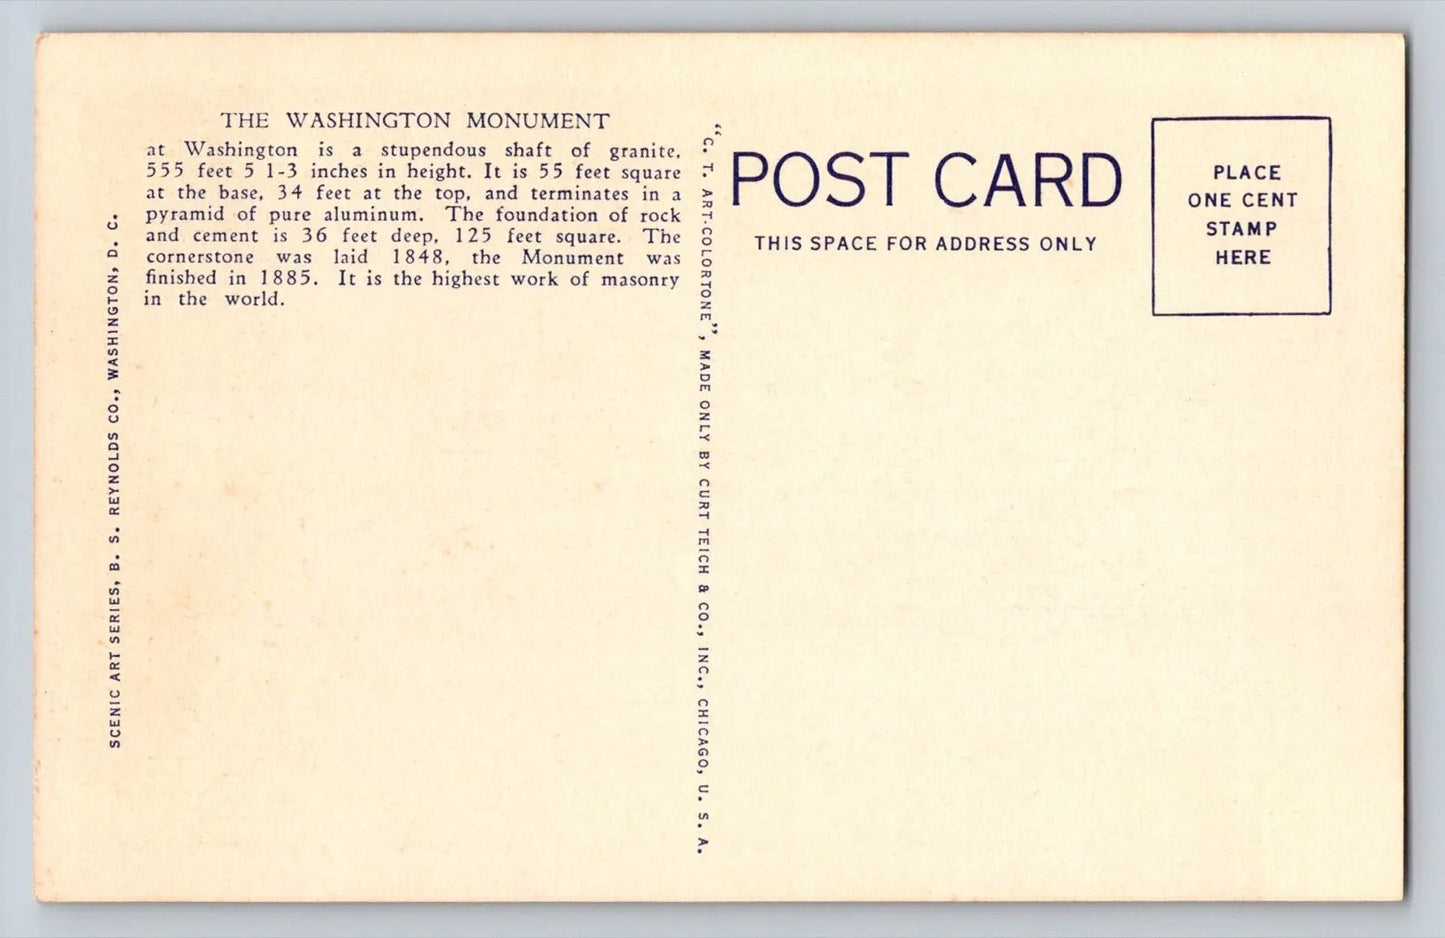 THE WASHINGTON MONUMENT
at Washington is a stupendous shaft of granite,
555 feet 5 1-3 inches in height. It is 55 feet square
at the base, 34 feet at the top, and terminates in a
pyramid of pure aluminum. The foundation of rock
and cement is 36 feet deep, 125 feet square. The
cornerstone was laid 1848, the Monument was
finished in 1885. It is the highest work of masonry
in the world.
SCENIC ART SERIES, B. S. REYNOLDS CO., WASHINGTON, D. C.
"C. T. ART-COLORTONE", MADE ONLY BY CURT TEICH & CO., INC., CHICAGO, U. S. A.
POST CARD
THIS SPACE FOR ADDRESS ONLY
PLACE
ONE CENT
STAMP
HERE